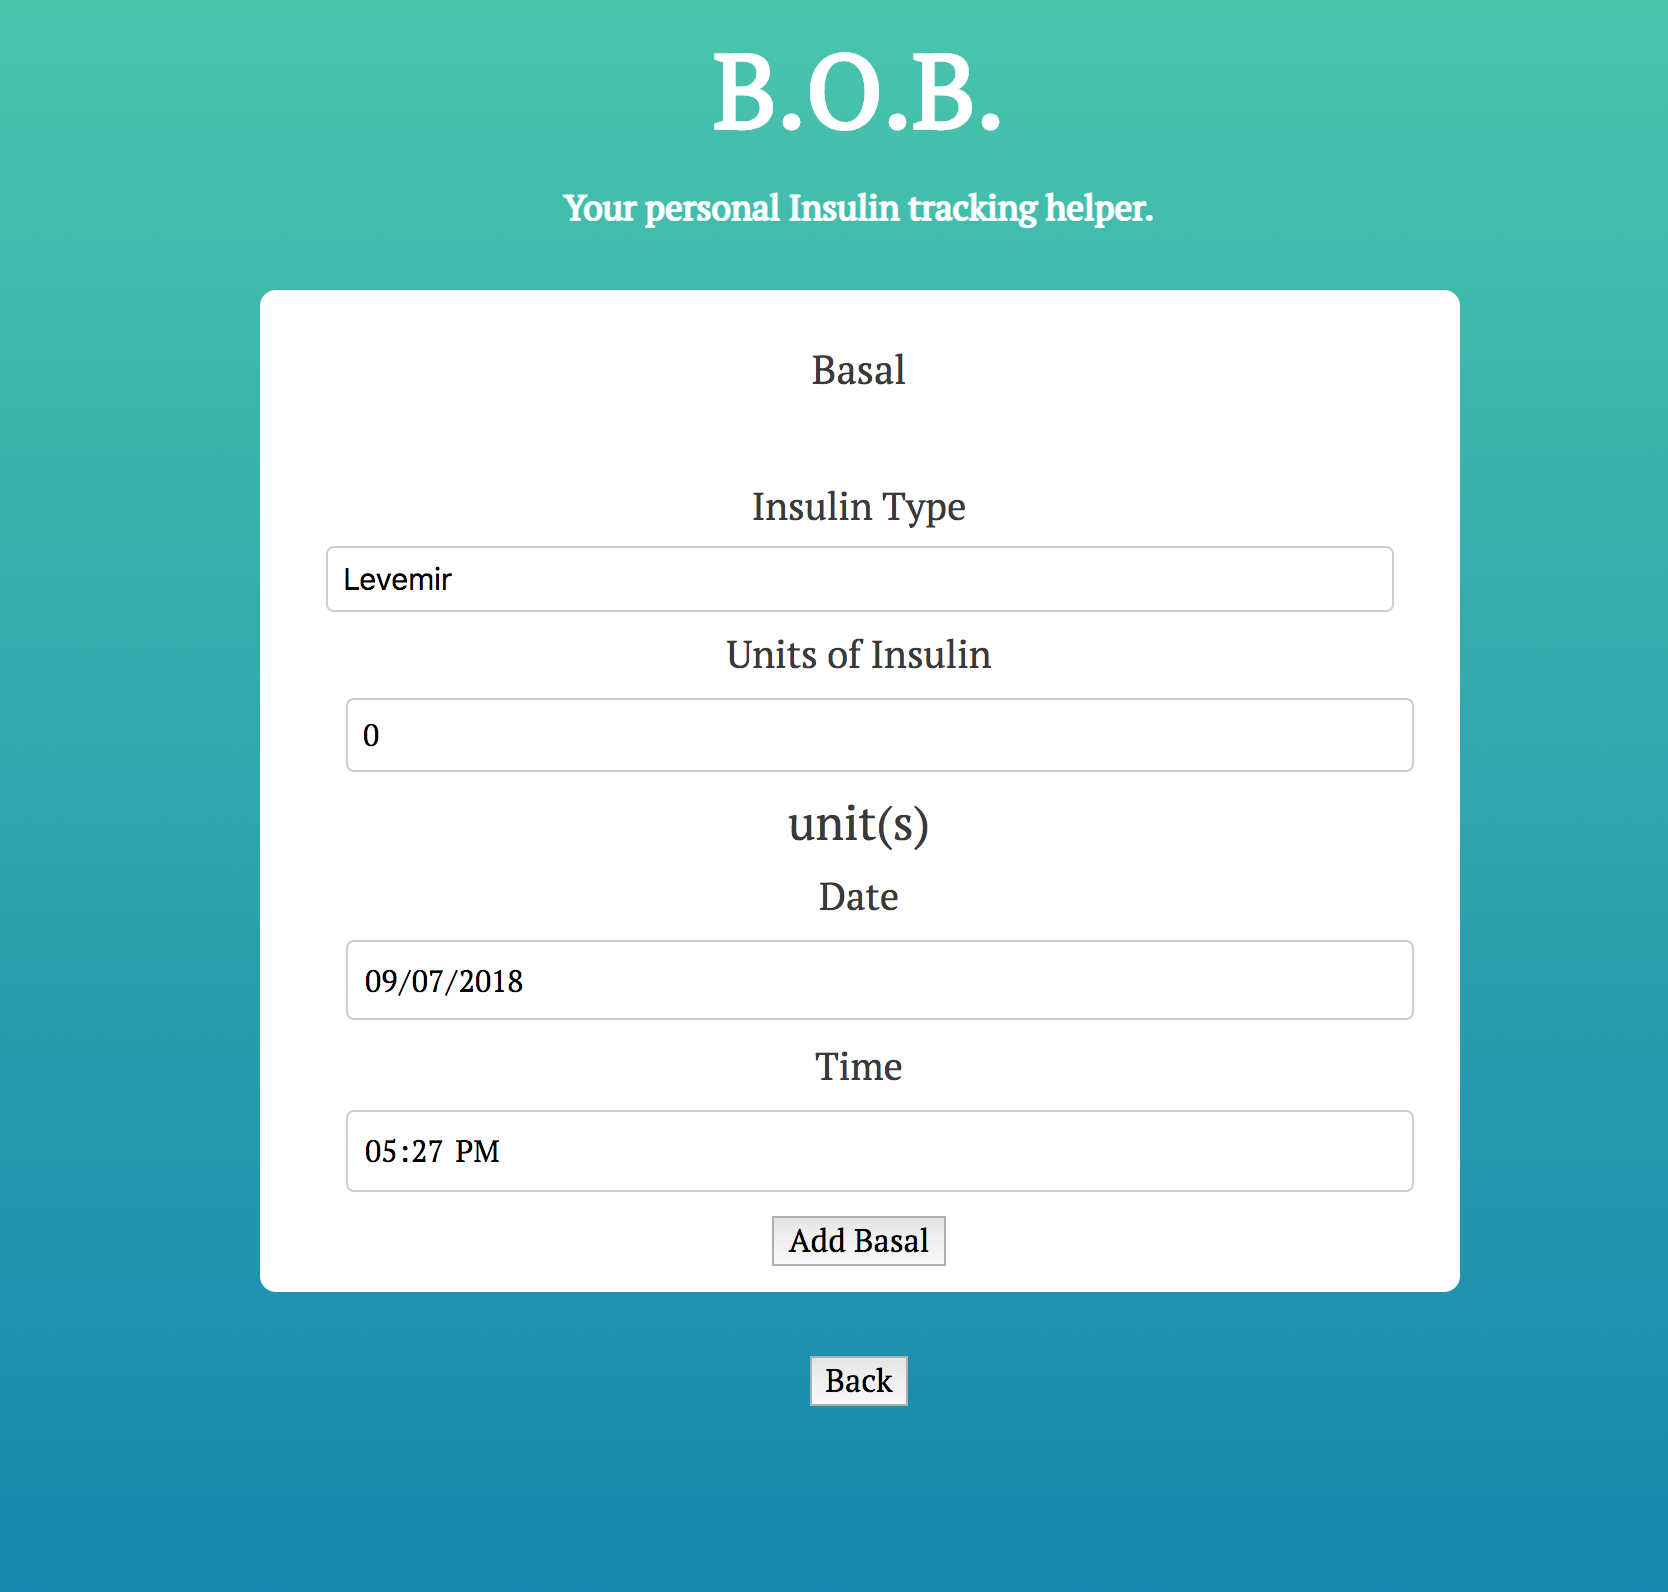 B.O.B.
Your personal Insulin tracking helper.
Basal
Insulin Type
Levemir
Units of Insulin
0
unit(s)
Date
09/07/2018
Time
05:27 PM
Add Basal
Back